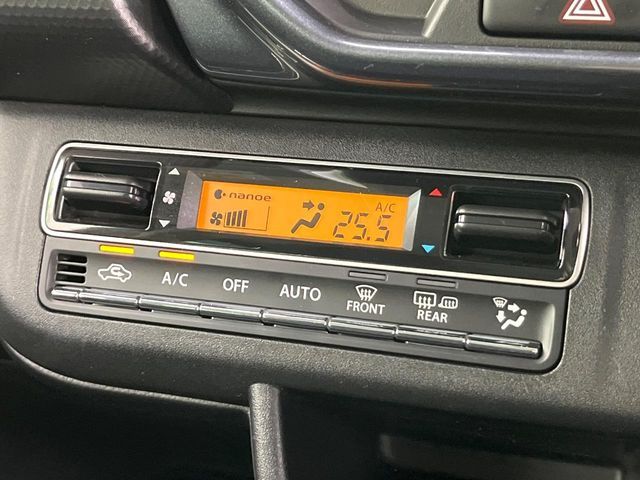 nanoe
A/C
25.5
A/C
OFF
AUTO
FRONT
REAR